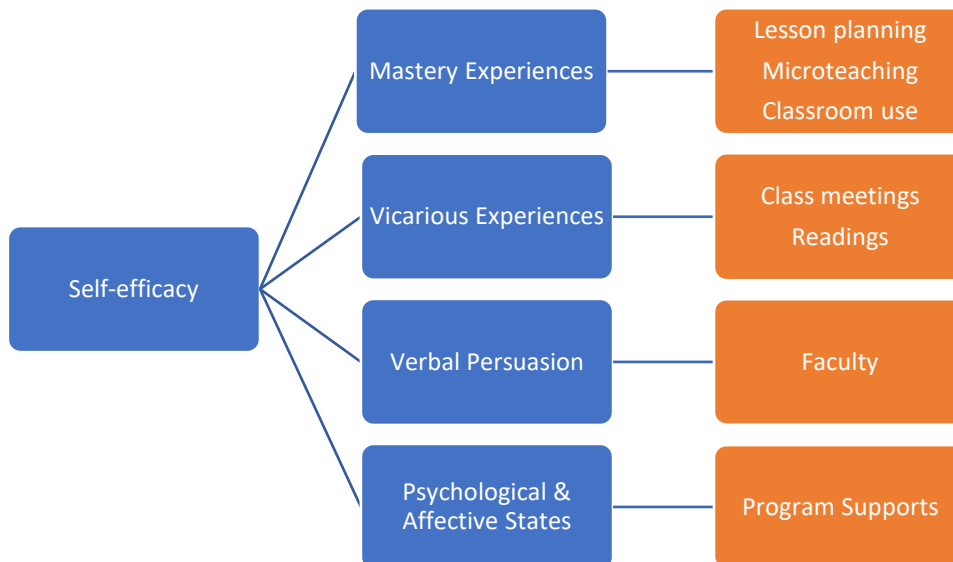 Self-efficacy
Mastery Experiences
Lesson planning
Microteaching
Classroom use
Vicarious Experiences
Class meetings
Readings
Verbal Persuasion
Faculty
Psychological &
Affective States
Program Supports